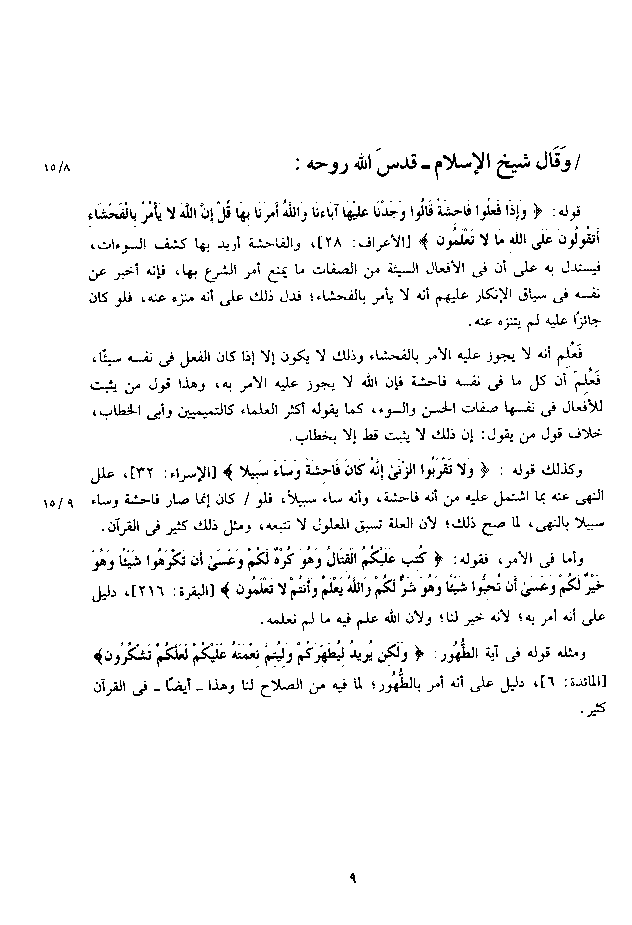 / وَقَال شيخ الإسلام ـ قدسَ الله روحه : ١٥/٨
قوله: ﴿ وَإِذَا فَعَلُوا فَاحِشَةً قَالُوا وَجَدْنَا عَلَيْهَا آبَاءَنَا وَاللَّهُ أَمَرَنَا بِهَا قُلْ إِنَّ اللَّهَ لا يَأْمُرُ بِالْفَحْشَاءِ
أَتَقُولُونَ عَلَى اللَّهِ مَا لا تَعْلَمُونَ ﴾ [الأعراف: ٢٨]، والفاحشة أريد بها كشف السوءات،
فيستدل به على أن فى الأفعال السيئة من الصفات ما يمنع أمر الشرع بها، فإنه أخبر عن
نفسه فى سياق الإنكار عليهم أنه لا يأمر بالفحشاء؛ فدل ذلك على أنه منزه عنه، فلو كان
جائزًا عليه لم يتنزه عنه.
فَعُلِم أنه لا يجوز عليه الأمر بالفحشاء وذلك لا يكون إلا إذا كان الفعل فى نفسه سيئًا،
فَعُلِمَ أن كل ما فى نفسه فاحشة فإن الله لا يجوز عليه الأمر به، وهذا قول من يثبت
للأفعال فى نفسها صفات الحسن والسوء، كما يقوله أكثر العلماء كالتميميين وأبى الخطاب،
خلاف قول من يقول: إن ذلك لا يثبت قط إلا بخطاب.
وكذلك قوله : ﴿ وَلا تَقْرَبُوا الزِّنَىٰ إِنَّهُ كَانَ فَاحِشَةً وَسَاءَ سَبِيلا ﴾ [الإسراء: ٣٢]، علل
النهى عنه بما اشتمل عليه من أنه فاحشة، وأنه ساء سبيلاً، فلو / كان إنما صار فاحشة وساء ١٥/٩
سبيلا بالنهى، لما صح ذلك؛ لأن العلة تسبق المعلول لا تتبعه، ومثل ذلك كثير فى القرآن.
وأما فى الأمر، فقوله: ﴿ كُتِبَ عَلَيْكُمُ الْقِتَالُ وَهُوَ كُرْهٌ لَّكُمْ وَعَسَىٰ أَن تَكْرَهُوا شَيْئًا وَهُوَ
خَيْرٌ لَّكُمْ وَعَسَىٰ أَن تُحِبُّوا شَيْئًا وَهُوَ شَرٌّ لَّكُمْ وَاللَّهُ يَعْلَمُ وَأَنتُمْ لا تَعْلَمُونَ ﴾ [البقرة: ٢١٦]، دليل
على أنه أمر به؛ لأنه خير لنا؛ ولأن الله علم فيه ما لم نعلمه.
ومثله قوله فى آية الطُّهُور: ﴿ وَلَكِن يُرِيدُ لِيُطَهِّرَكُمْ وَلِيُتِمَّ نِعْمَتَهُ عَلَيْكُمْ لَعَلَّكُمْ تَشْكُرُونَ﴾
[المائدة: ٦]، دليل على أنه أمر بالطُّهُور؛ لما فيه من الصلاح لنا وهذا ـ أيضًا ـ فى القرآن
كثير.
٩